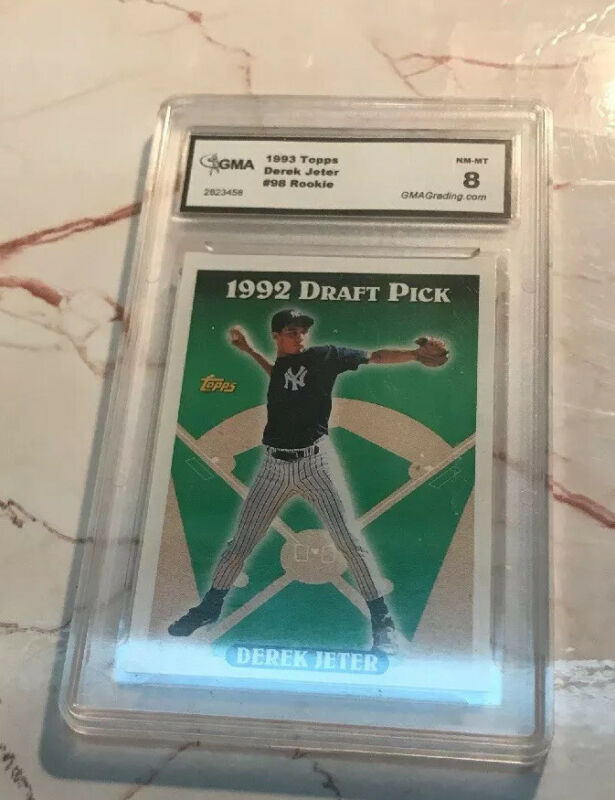 GMA
1993 Topps
Derek Jeter
#98 Rookie
2823458
NM-MT
8
GMAGrading.com
1992 DRAFT PICK
NY
Topps
DEREK JETER